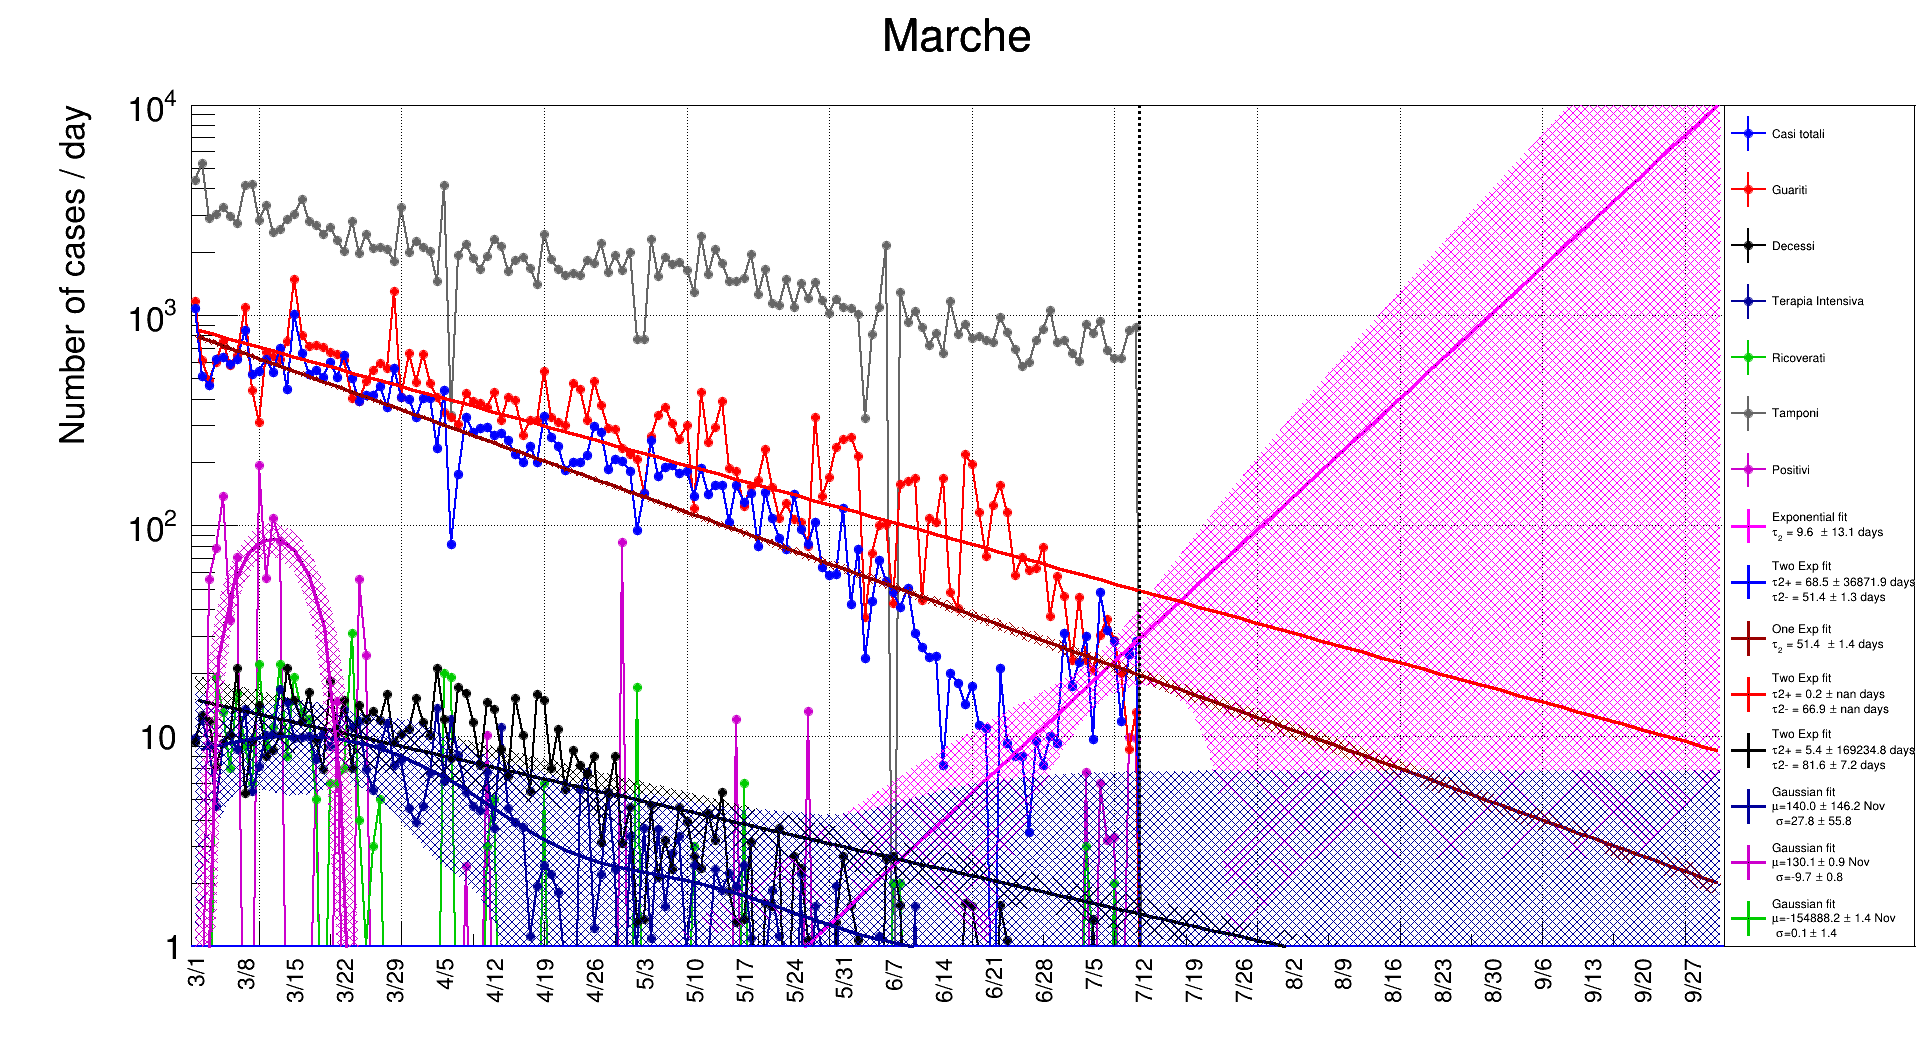 Marche
Number of cases / day
10⁴
10³
10²
10
1
3/1
3/8
3/15
3/22
3/29
4/5
4/12
4/19
4/26
5/3
5/10
5/17
5/24
5/31
6/7
6/14
6/21
6/28
7/5
7/12
7/19
7/26
8/2
8/9
8/16
8/23
8/30
9/6
9/13
9/20
9/27
Casi totali
Guariti
Decessi
Terapia Intensiva
Ricoverati
Tamponi
Positivi
Exponential fit
τ₂ = 9.6 ± 13.1 days
Two Exp fit
τ2+ = 68.5 ± 36871.9 days
τ2- = 51.4 ± 1.3 days
One Exp fit
τ₂ = 51.4 ± 1.4 days
Two Exp fit
τ2+ = 0.2 ± nan days
τ2- = 66.9 ± nan days
Two Exp fit
τ2+ = 5.4 ± 169234.8 days
τ2- = 81.6 ± 7.2 days
Gaussian fit
μ=140.0 ± 146.2 Nov
σ=27.8 ± 55.8
Gaussian fit
μ=130.1 ± 0.9 Nov
σ=-9.7 ± 0.8
Gaussian fit
μ=-154888.2 ± 1.4 Nov
σ=0.1 ± 1.4